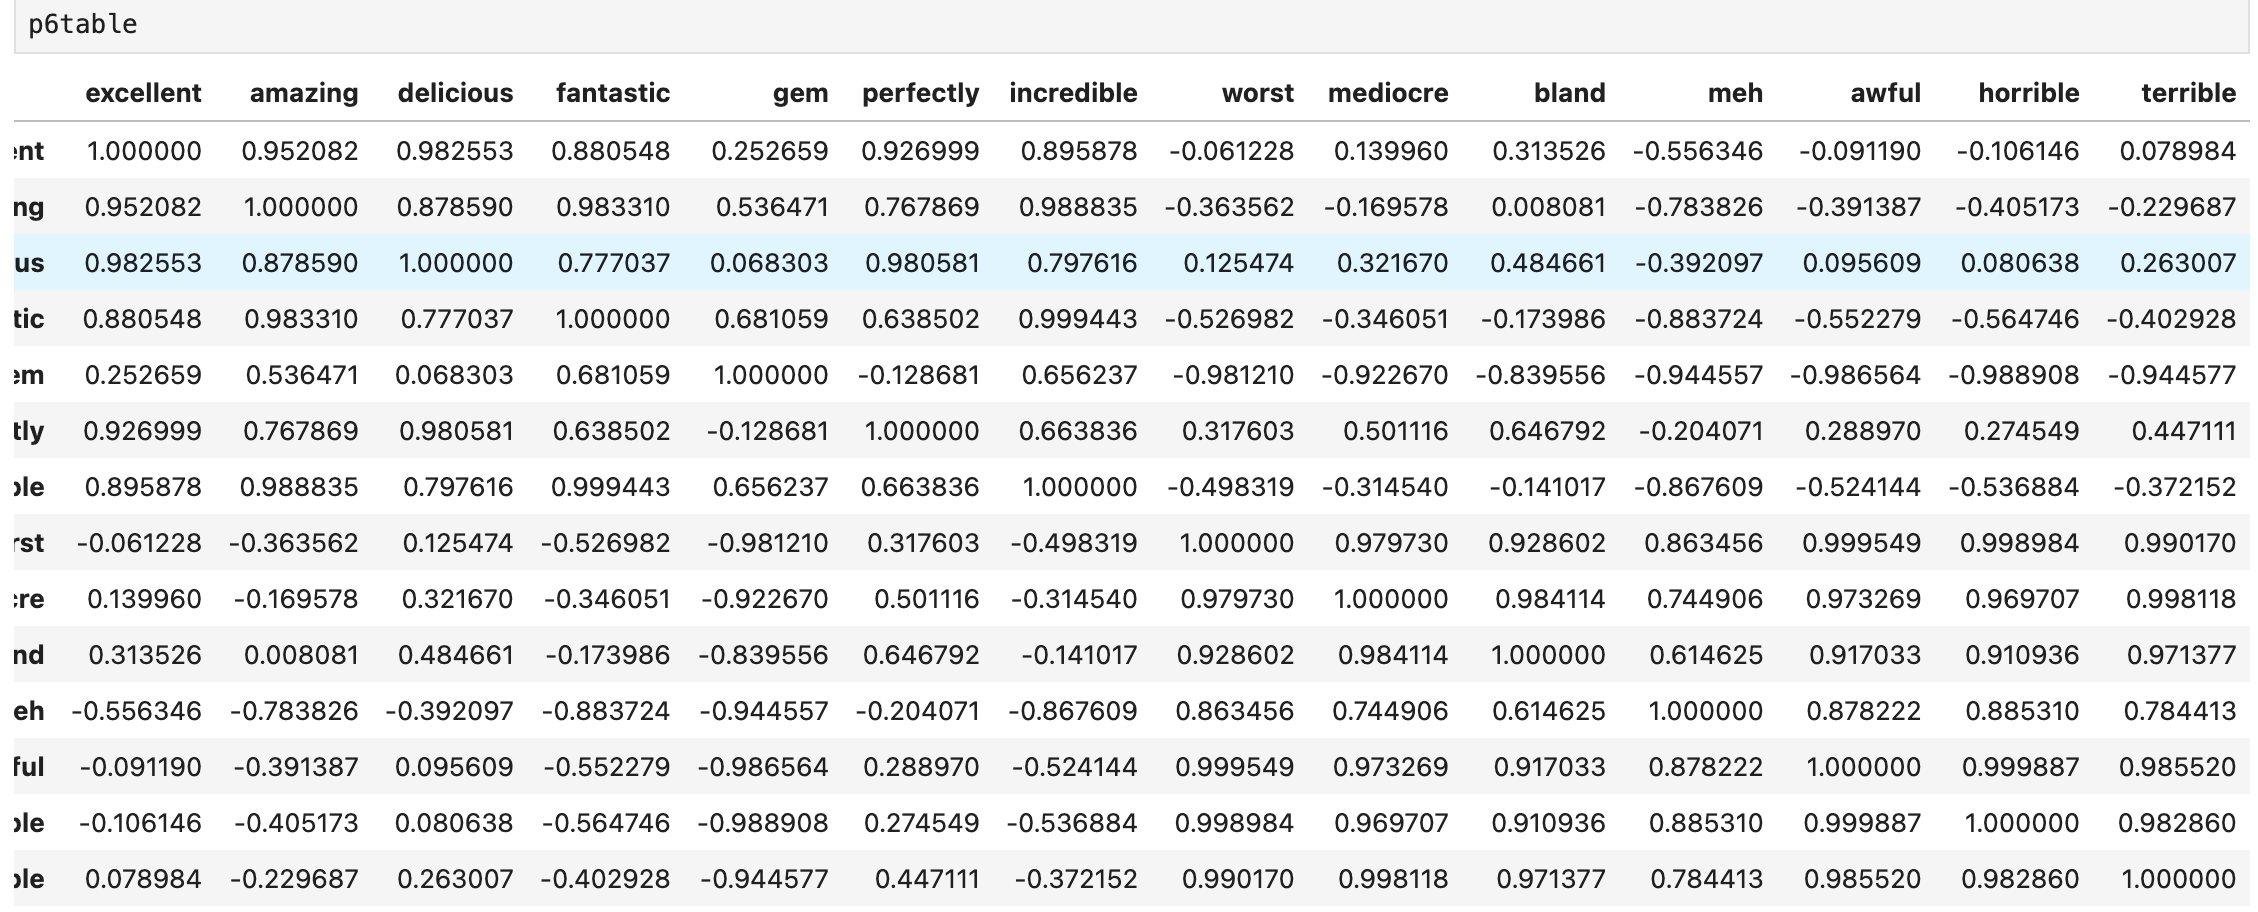 p6table
excellent amazing delicious fantastic gem perfectly incredible worst mediocre bland meh awful horrible terrible
ent 1.000000 0.952082 0.982553 0.880548 0.252659 0.926999 0.895878 -0.061228 0.139960 0.313526 -0.556346 -0.091190 -0.106146 0.078984
ng 0.952082 1.000000 0.878590 0.983310 0.536471 0.767869 0.988835 -0.363562 -0.169578 0.008081 -0.783826 -0.391387 -0.405173 -0.229687
us 0.982553 0.878590 1.000000 0.777037 0.068303 0.980581 0.797616 0.125474 0.321670 0.484661 -0.392097 0.095609 0.080638 0.263007
tic 0.880548 0.983310 0.777037 1.000000 0.681059 0.638502 0.999443 -0.526982 -0.346051 -0.173986 -0.883724 -0.552279 -0.564746 -0.402928
em 0.252659 0.536471 0.068303 0.681059 1.000000 -0.128681 0.656237 -0.981210 -0.922670 -0.839556 -0.944557 -0.986564 -0.988908 -0.944577
tly 0.926999 0.767869 0.980581 0.638502 -0.128681 1.000000 0.663836 0.317603 0.501116 0.646792 -0.204071 0.288970 0.274549 0.447111
ble 0.895878 0.988835 0.797616 0.999443 0.656237 0.663836 1.000000 -0.498319 -0.314540 -0.141017 -0.867609 -0.524144 -0.536884 -0.372152
rst -0.061228 -0.363562 0.125474 -0.526982 -0.981210 0.317603 -0.498319 1.000000 0.979730 0.928602 0.863456 0.999549 0.998984 0.990170
cre 0.139960 -0.169578 0.321670 -0.346051 -0.922670 0.501116 -0.314540 0.979730 1.000000 0.984114 0.744906 0.973269 0.969707 0.998118
nd 0.313526 0.008081 0.484661 -0.173986 -0.839556 0.646792 -0.141017 0.928602 0.984114 1.000000 0.614625 0.917033 0.910936 0.971377
eh -0.556346 -0.783826 -0.392097 -0.883724 -0.944557 -0.204071 -0.867609 0.863456 0.744906 0.614625 1.000000 0.878222 0.885310 0.784413
ful -0.091190 -0.391387 0.095609 -0.552279 -0.986564 0.288970 -0.524144 0.999549 0.973269 0.917033 0.878222 1.000000 0.999887 0.985520
ble -0.106146 -0.405173 0.080638 -0.564746 -0.988908 0.274549 -0.536884 0.998984 0.969707 0.910936 0.885310 0.999887 1.000000 0.982860
ble 0.078984 -0.229687 0.263007 -0.402928 -0.944577 0.447111 -0.372152 0.990170 0.998118 0.971377 0.784413 0.985520 0.982860 1.000000